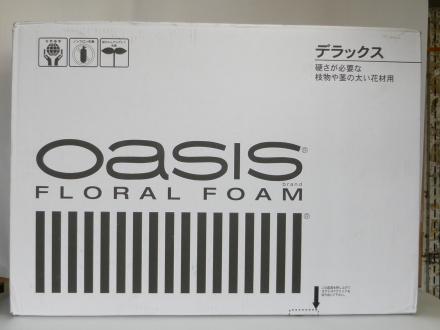 デラックス
硬さが必要な
枝物や茎の太い花材用
oasis®
brand
FLORAL FOAM
®